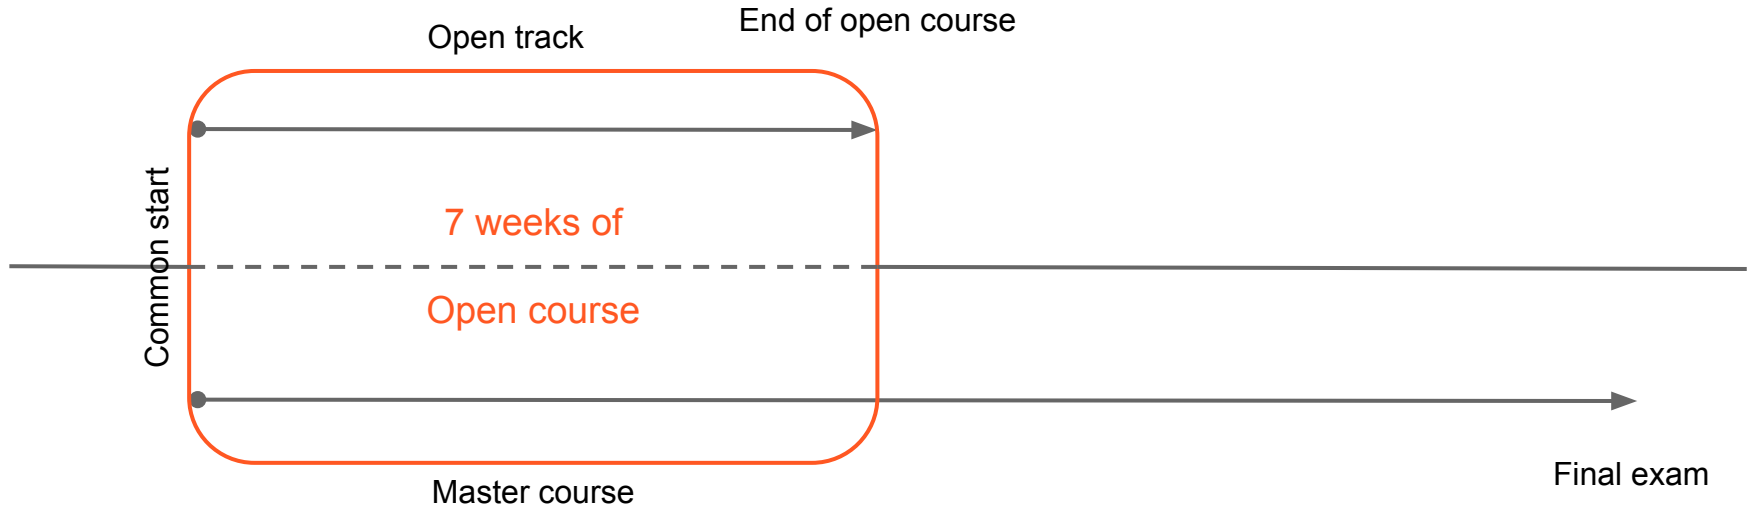 End of open course
Open track
Common start
7 weeks of
Open course
Final exam
Master course